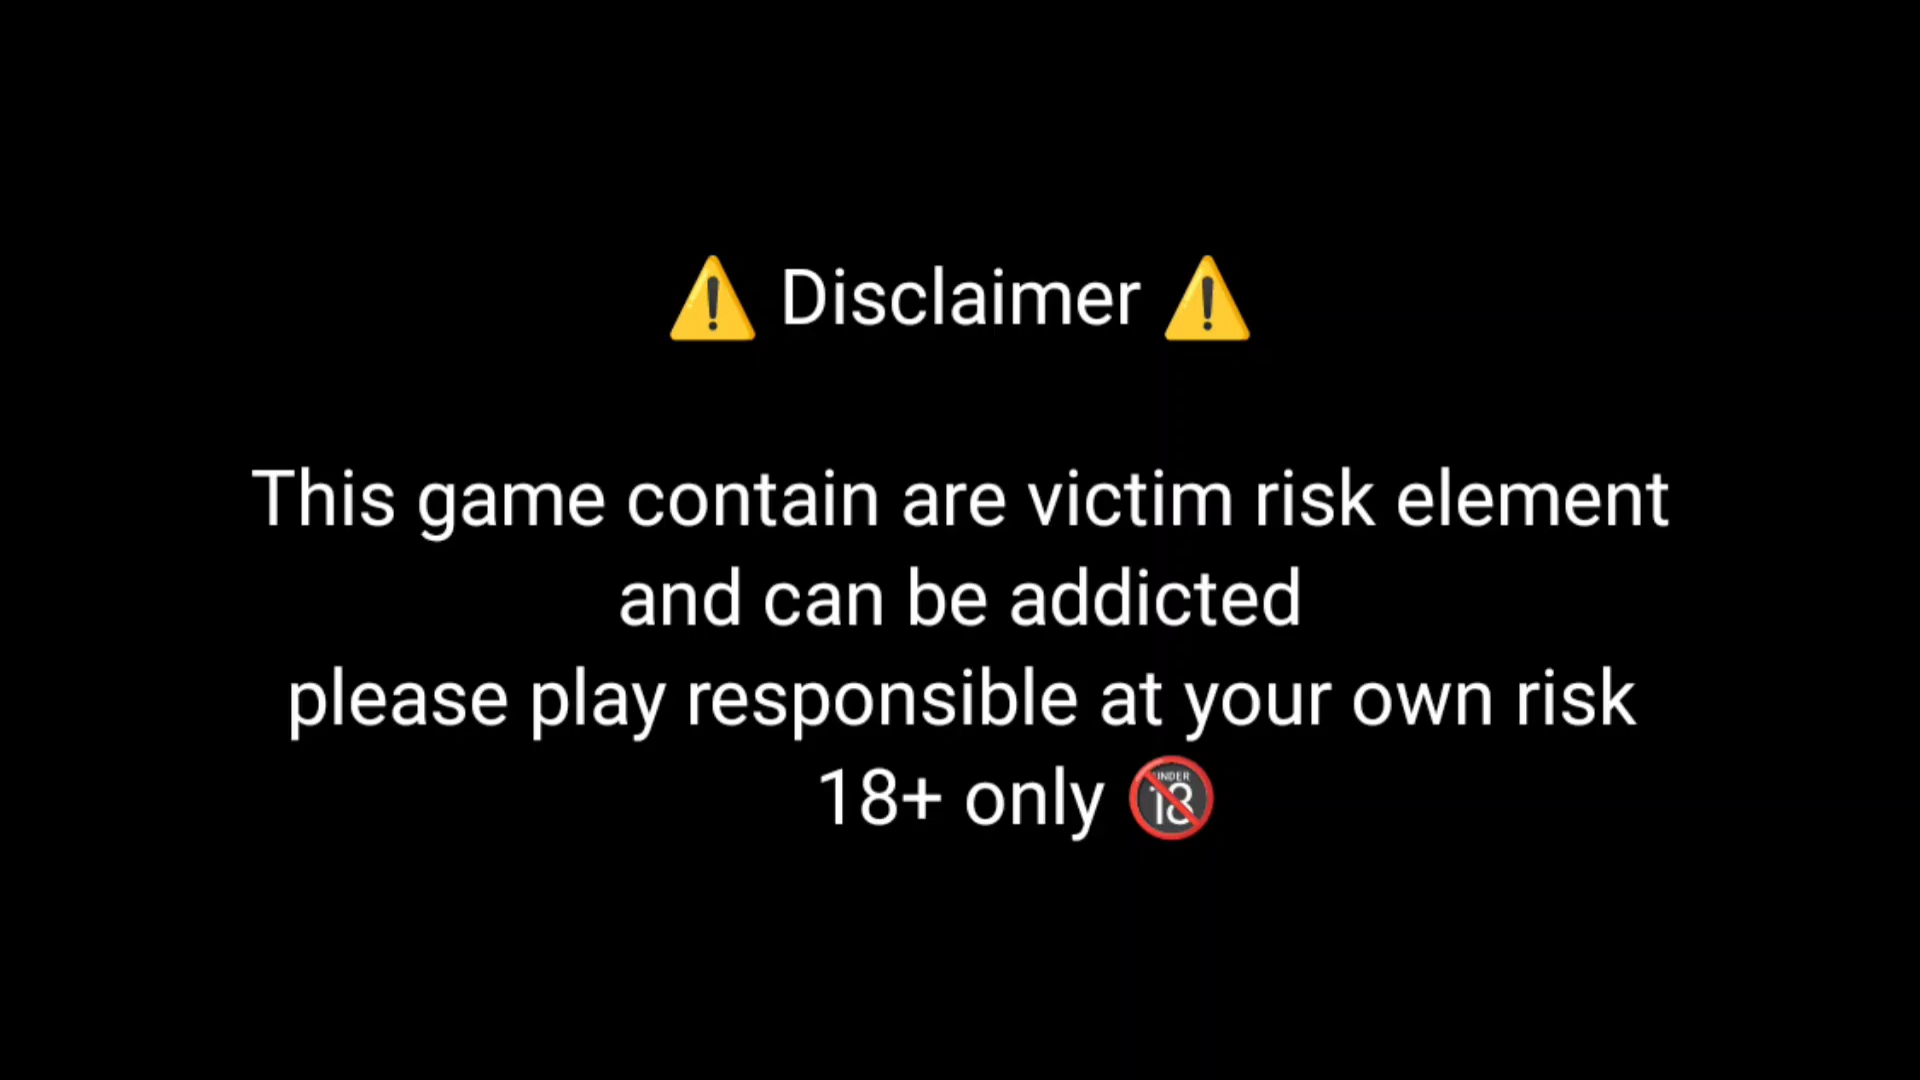 ⚠️ Disclaimer ⚠️
This game contain are victim risk element
and can be addicted
please play responsible at your own risk
18+ only 🔞